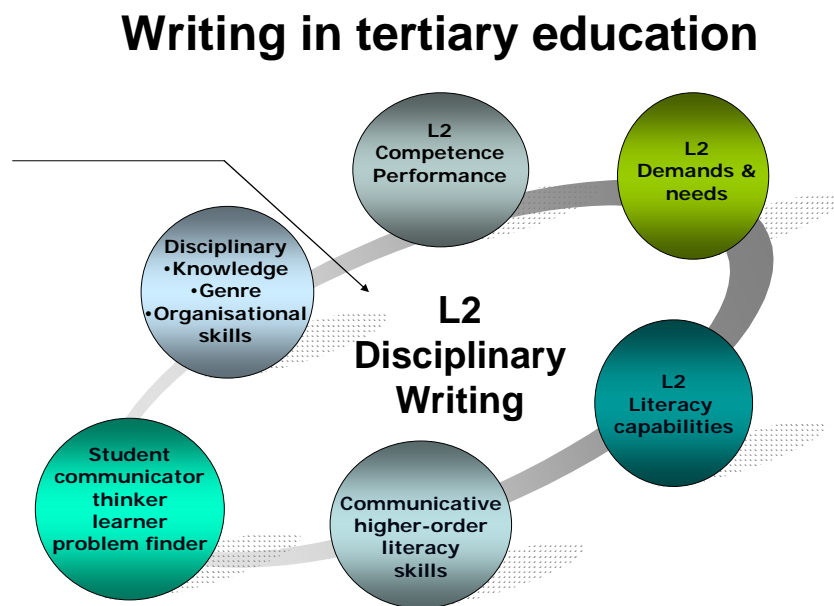 Writing in tertiary education
L2
Competence
Performance
L2
Demands &
needs
Disciplinary
•Knowledge
•Genre
•Organisational
skills
L2
Disciplinary
Writing
L2
Literacy
capabilities
Student
communicator
thinker
learner
problem finder
Communicative
higher-order
literacy
skills